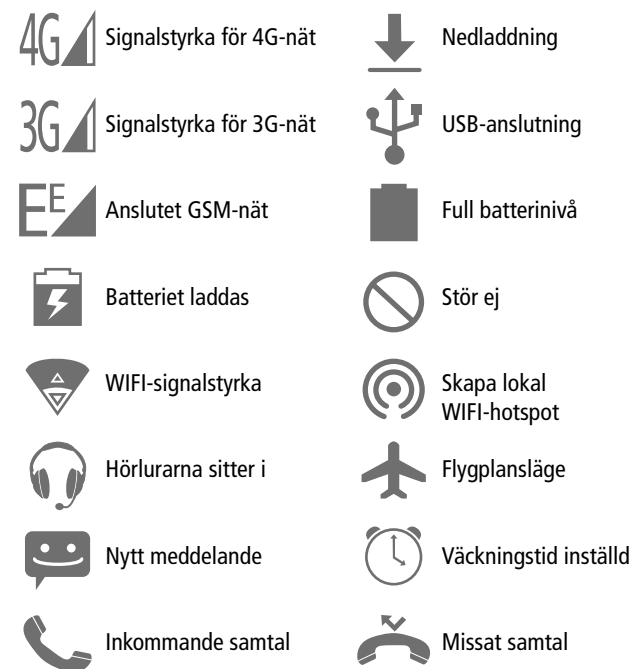 4G Signalstyrka för 4G-nät
Nedladdning
3G Signalstyrka för 3G-nät
USB-anslutning
EE Anslutet GSM-nät
Full batterinivå
Batteriet laddas
Stör ej
WIFI-signalstyrka
Skapa lokal
WIFI-hotspot
Hörlurarna sitter i
Flygplansläge
Nytt meddelande
Väckningstid inställd
Inkommande samtal
Missat samtal